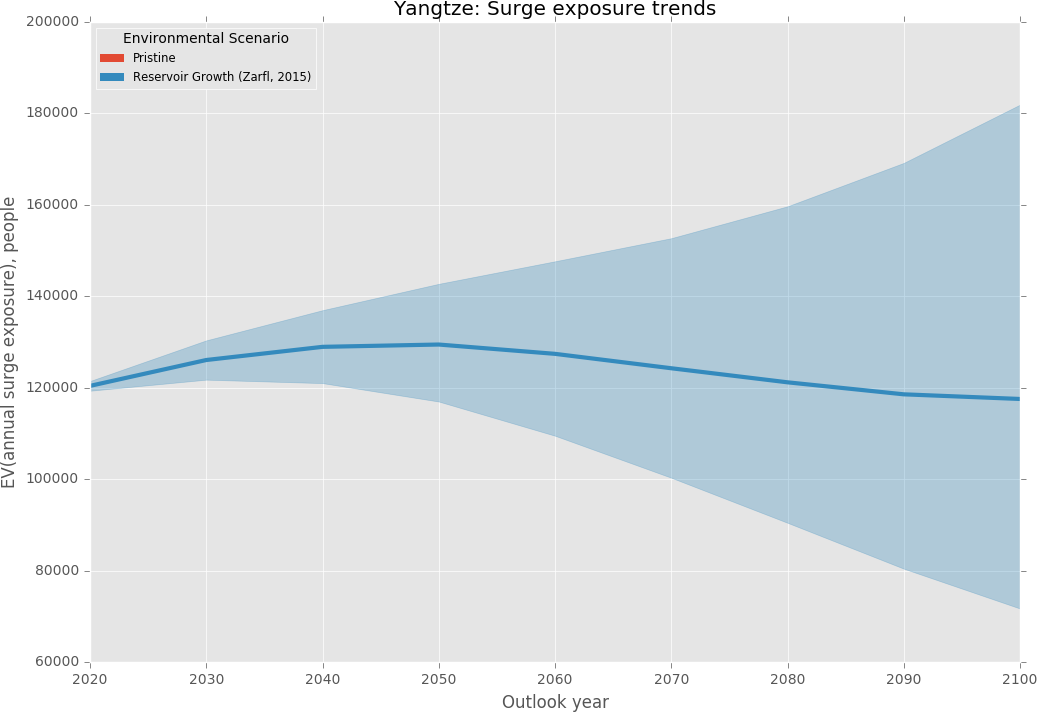 Yangtze: Surge exposure trends
200000
180000
160000
140000
120000
100000
80000
60000
EV(annual surge exposure), people
Environmental Scenario
Pristine
Reservoir Growth (Zarfl, 2015)
2020 2030 2040 2050 2060 2070 2080 2090 2100
Outlook year